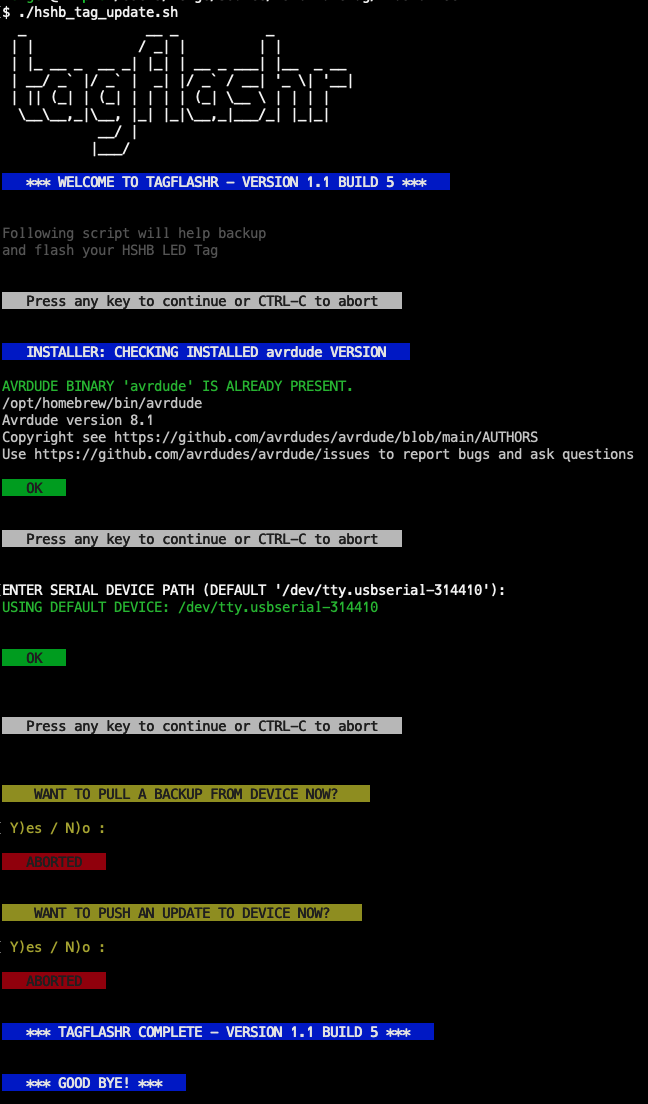 $ ./hshb_tag_update.sh
tagflashr
*** WELCOME TO TAGFLASHR - VERSION 1.1 BUILD 5 ***
Following script will help backup
and flash your HSHB LED Tag
Press any key to continue or CTRL-C to abort
INSTALLER: CHECKING INSTALLED avrdude VERSION
AVRDUDE BINARY 'avrdude' IS ALREADY PRESENT.
/opt/homebrew/bin/avrdude
Avrdude version 8.1
Copyright see https://github.com/avrdudes/avrdude/blob/main/AUTHORS
Use https://github.com/avrdudes/avrdude/issues to report bugs and ask questions
OK
Press any key to continue or CTRL-C to abort
ENTER SERIAL DEVICE PATH (DEFAULT '/dev/tty.usbserial-314410'):
USING DEFAULT DEVICE: /dev/tty.usbserial-314410
OK
Press any key to continue or CTRL-C to abort
WANT TO PULL A BACKUP FROM DEVICE NOW?
Y)es / N)o :
ABORTED
WANT TO PUSH AN UPDATE TO DEVICE NOW?
Y)es / N)o :
ABORTED
*** TAGFLASHR COMPLETE - VERSION 1.1 BUILD 5 ***
*** GOOD BYE! ***